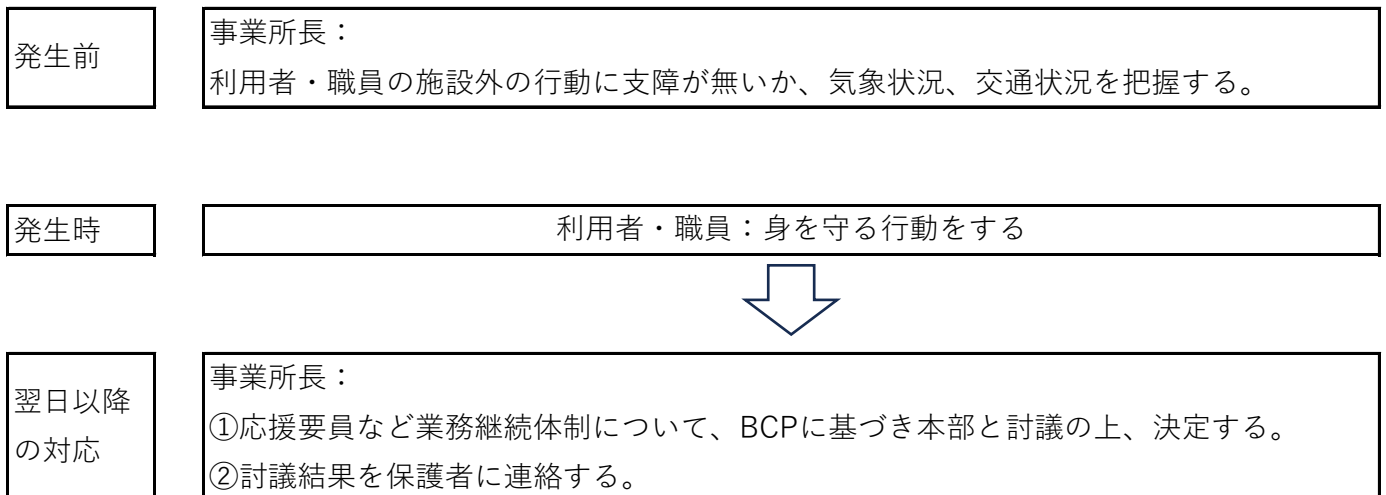 発生前
事業所長：
利用者・職員の施設外の行動に支障が無いか、気象状況、交通状況を把握する。
発生時
利用者・職員：身を守る行動をする
翌日以降
の対応
事業所長：
①応援要員など業務継続体制について、BCPに基づき本部と討議の上、決定する。
②討議結果を保護者に連絡する。